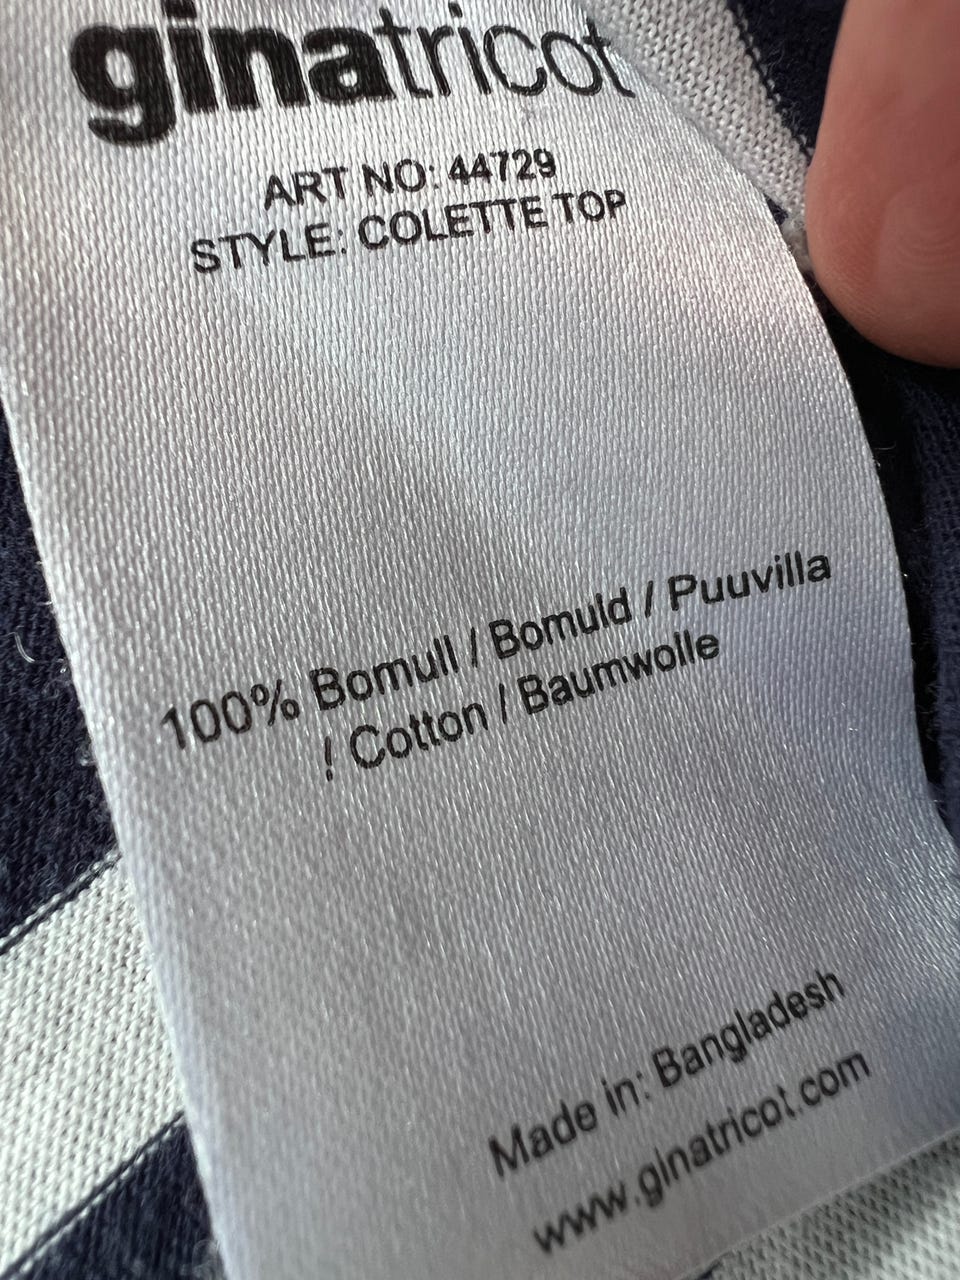 ginatricot
ART NO: 44729
STYLE: COLETTE TOP
100% Bomull / Bomuld / Puuvilla
/ Cotton / Baumwolle
Made in: Bangladesh
www.ginatricot.com